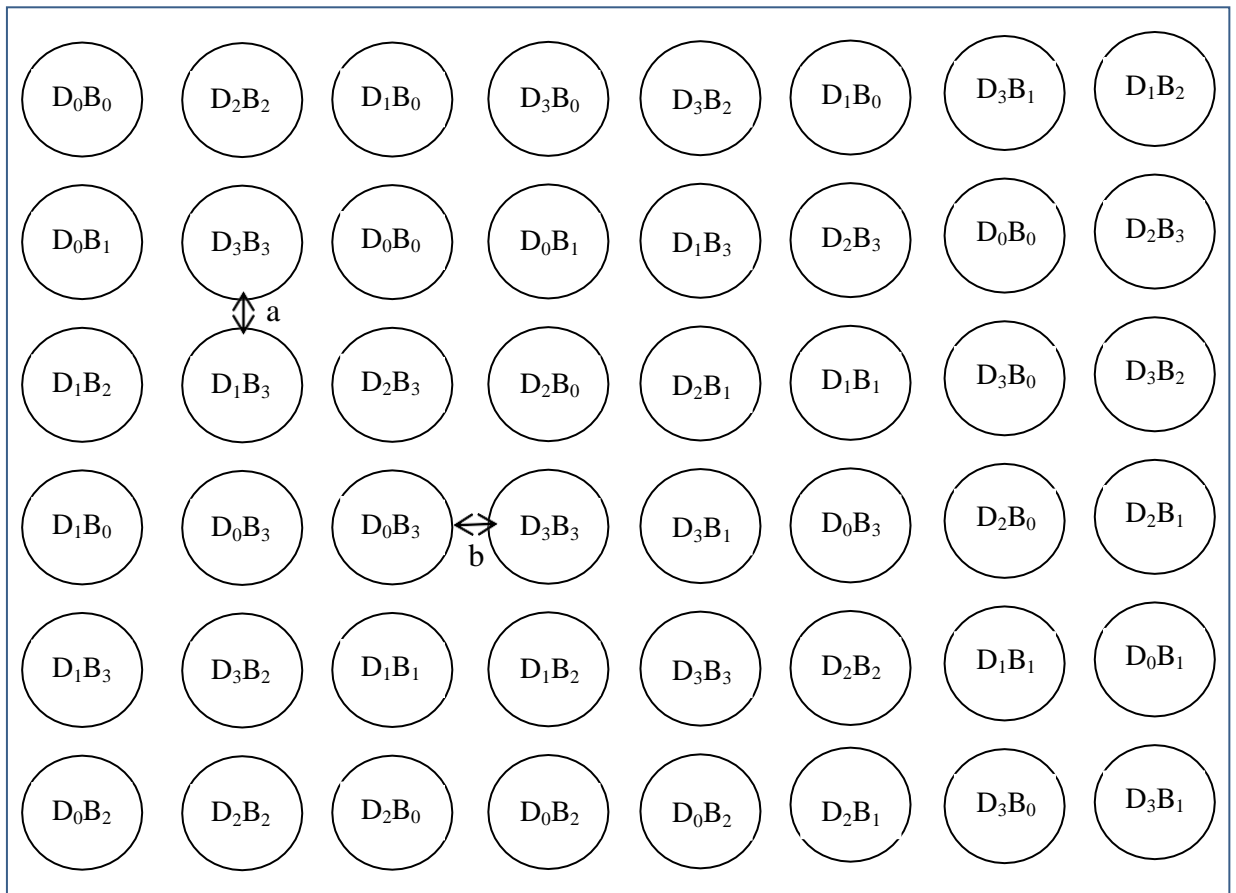 D₀B₀ D₂B₂ D₁B₀ D₃B₀ D₃B₂ D₁B₀ D₃B₁ D₁B₂
D₀B₁ D₃B₃ D₀B₀ D₀B₁ D₁B₃ D₂B₃ D₀B₀ D₂B₃
a
D₁B₂ D₁B₃ D₂B₃ D₂B₀ D₂B₁ D₁B₁ D₃B₀ D₃B₂
D₁B₀ D₀B₃ D₀B₃ D₃B₃ D₃B₁ D₀B₃ D₂B₀ D₂B₁
b
D₁B₃ D₃B₂ D₁B₁ D₁B₂ D₃B₃ D₂B₂ D₁B₁ D₀B₁
D₀B₂ D₂B₂ D₂B₀ D₀B₂ D₀B₂ D₂B₁ D₃B₀ D₃B₁